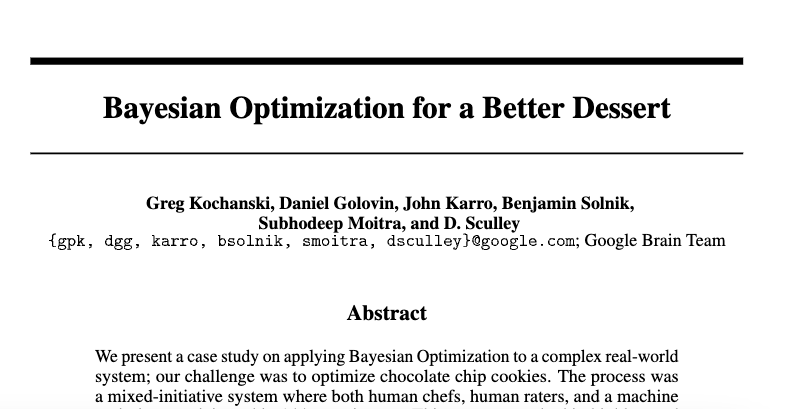 Bayesian Optimization for a Better Dessert
Greg Kochanski, Daniel Golovin, John Karro, Benjamin Solnik,
Subhodeep Moitra, and D. Sculley
{gpk, dgg, karro, bsolnik, smoitra, dsculley}@google.com; Google Brain Team
Abstract
We present a case study on applying Bayesian Optimization to a complex real-world
system; our challenge was to optimize chocolate chip cookies. The process was
a mixed-initiative system where both human chefs, human raters, and a machine